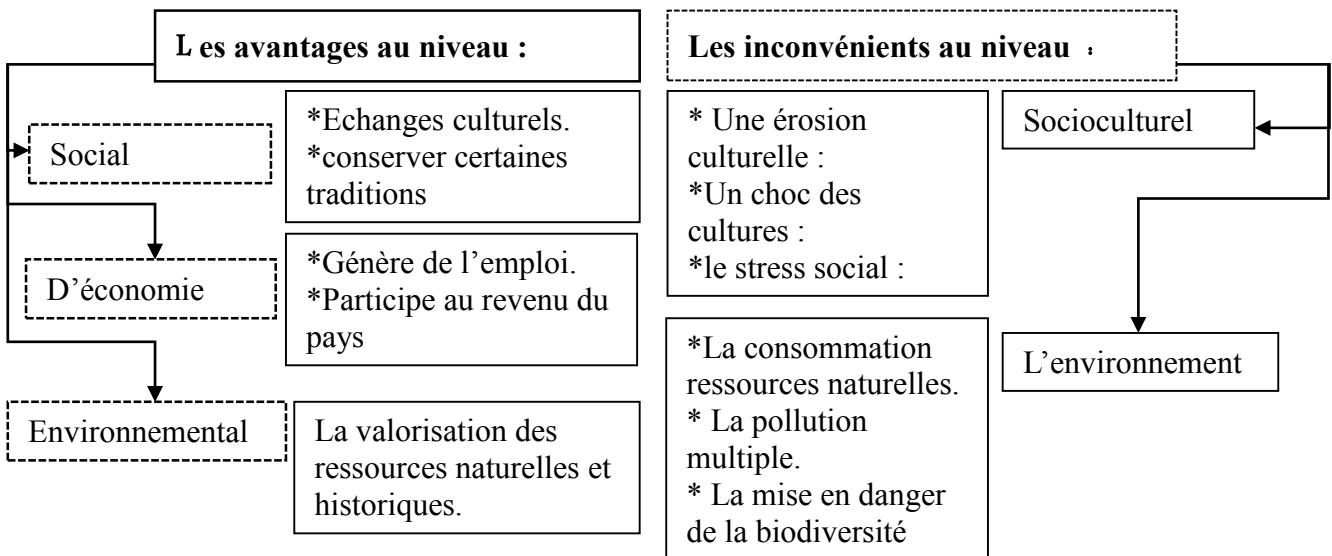 L es avantages au niveau :
Social
*Echanges culturels.
*conserver certaines
traditions
D’économie
*Génère de l’emploi.
*Participe au revenu du
pays
Environnemental
La valorisation des
ressources naturelles et
historiques.
Les inconvénients au niveau :
* Une érosion
culturelle :
*Un choc des
cultures :
*le stress social :
Socioculturel
*La consommation
ressources naturelles.
* La pollution
multiple.
* La mise en danger
de la biodiversité
L’environnement